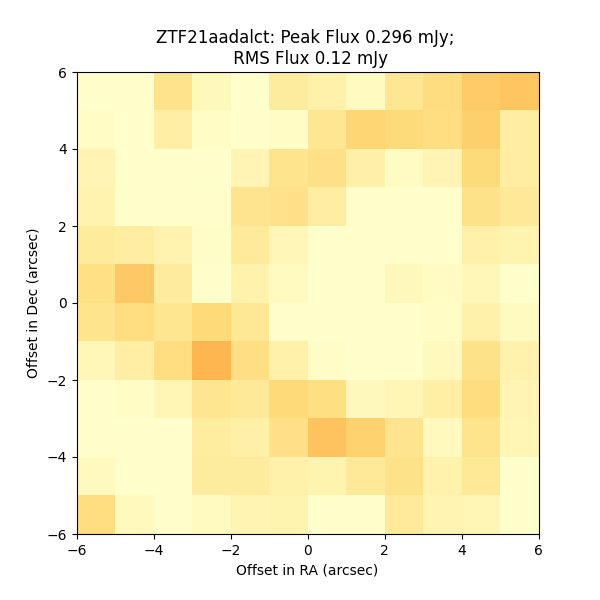 ZTF21aadalct: Peak Flux 0.296 mJy;
RMS Flux 0.12 mJy
6
4
2
0
−2
−4
−6
Offset in Dec (arcsec)
−6 −4 −2 0 2 4 6
Offset in RA (arcsec)